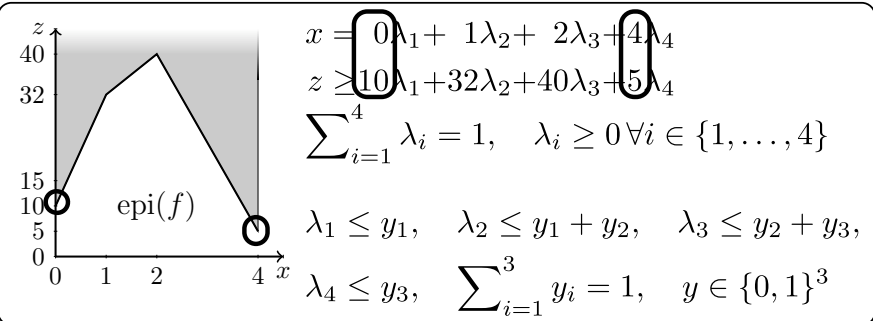 z
40
32
15
10
5
0
epi(f)
0 1 2 4 x
x = 0λ₁+ 1λ₂+ 2λ₃+4λ₄
z ≥10λ₁+32λ₂+40λ₃+5λ₄
∑⁴ᵢ₌₁ λᵢ = 1, λᵢ ≥ 0 ∀i ∈ {1, . . . , 4}
λ₁ ≤ y₁, λ₂ ≤ y₁ + y₂, λ₃ ≤ y₂ + y₃,
λ₄ ≤ y₃, ∑³ᵢ₌₁ yᵢ = 1, y ∈ {0, 1}³